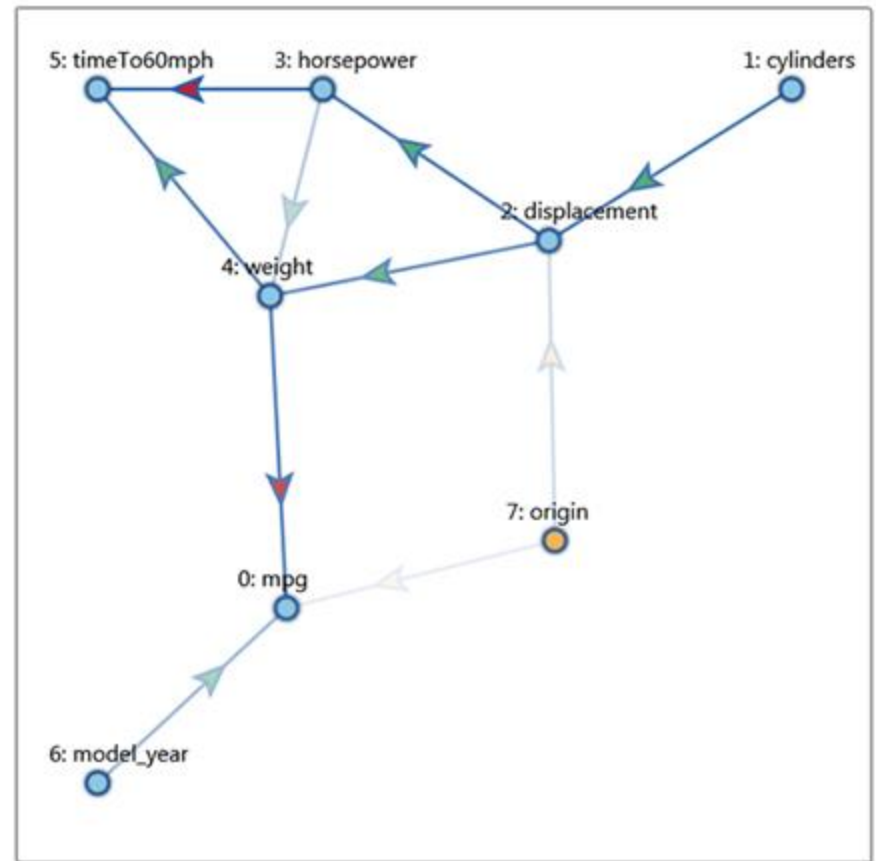 5: timeTo60mph
3: horsepower
1: cylinders
2: displacement
4: weight
7: origin
0: mpg
6: model_year